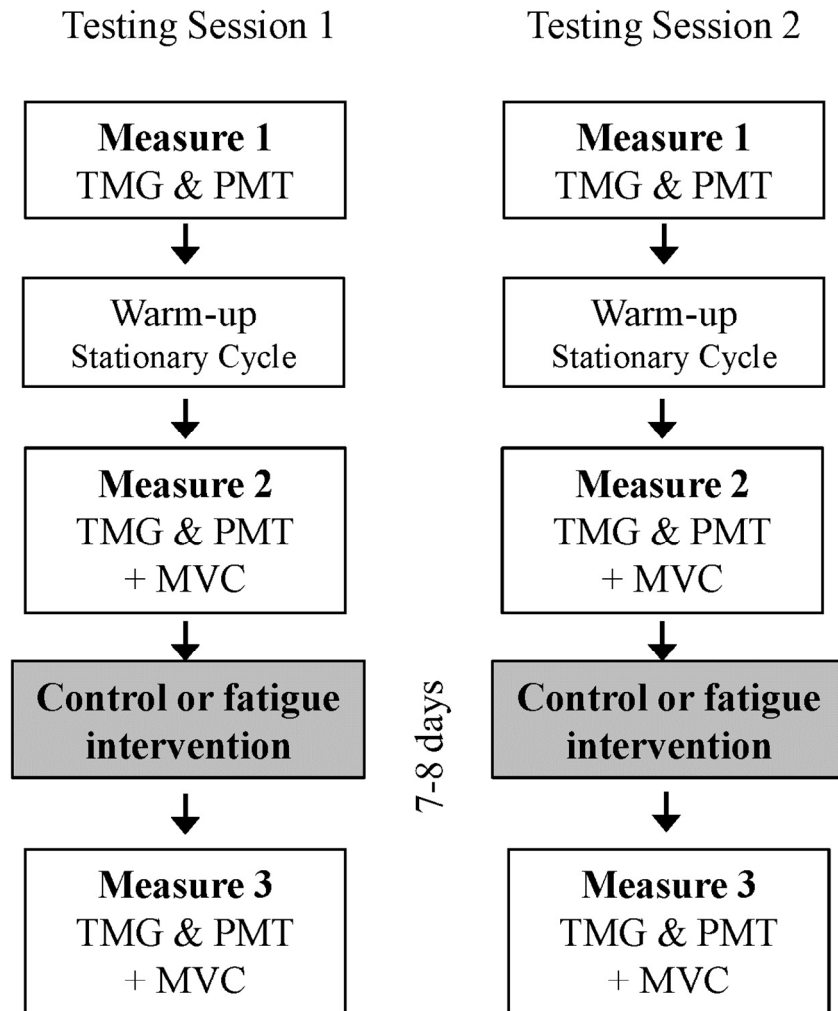 Testing Session 1
Measure 1
TMG & PMT
Warm-up
Stationary Cycle
Measure 2
TMG & PMT
+ MVC
Control or fatigue
intervention
Measure 3
TMG & PMT
+ MVC
7-8 days
Testing Session 2
Measure 1
TMG & PMT
Warm-up
Stationary Cycle
Measure 2
TMG & PMT
+ MVC
Control or fatigue
intervention
Measure 3
TMG & PMT
+ MVC